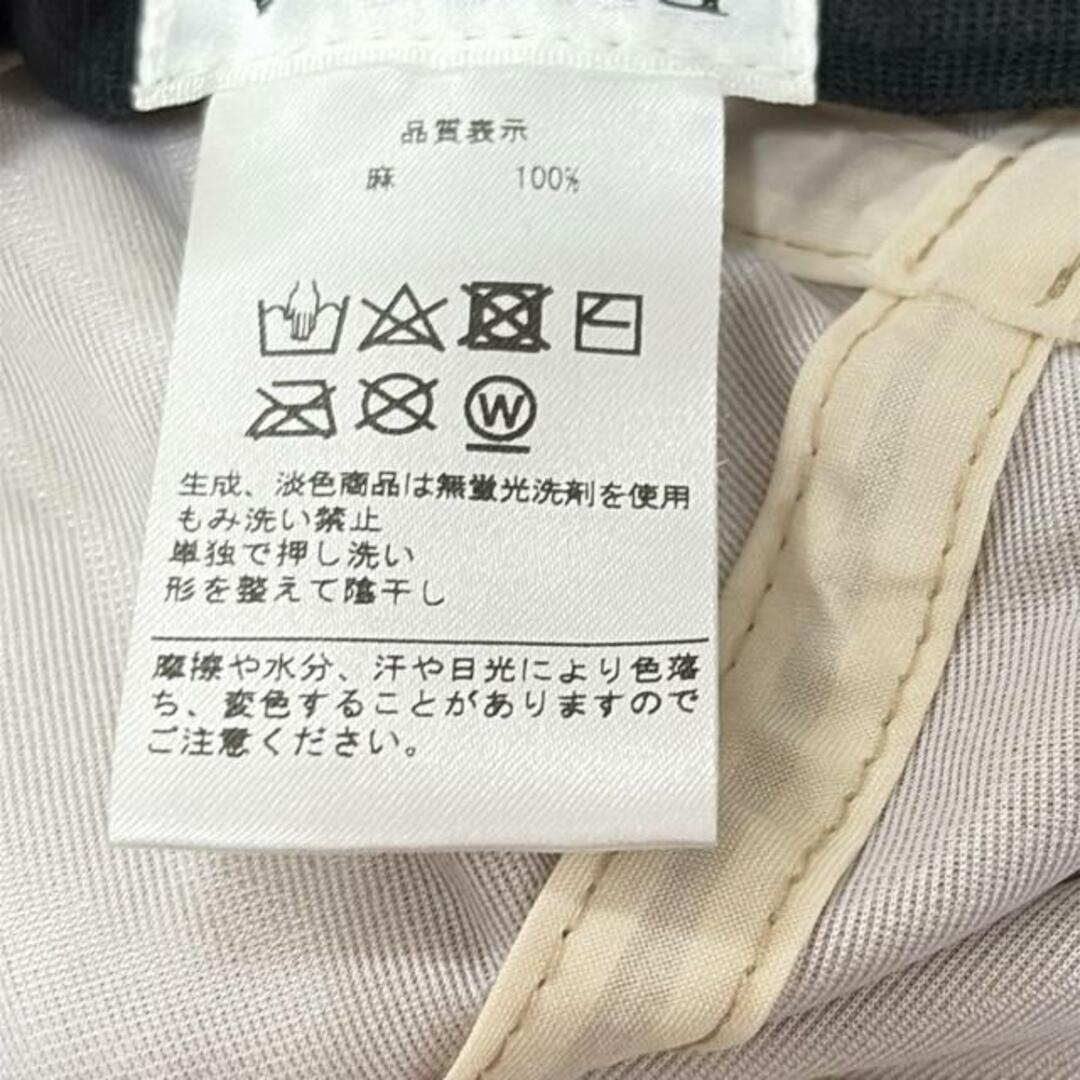 品質表示
麻 100%
W
生成、淡色商品は無蛍光洗剤を使用
もみ洗い禁止
単独で押し洗い
形を整えて陰干し
摩擦や水分、汗や日光により色落
ち、変色することがありますので
ご注意ください。